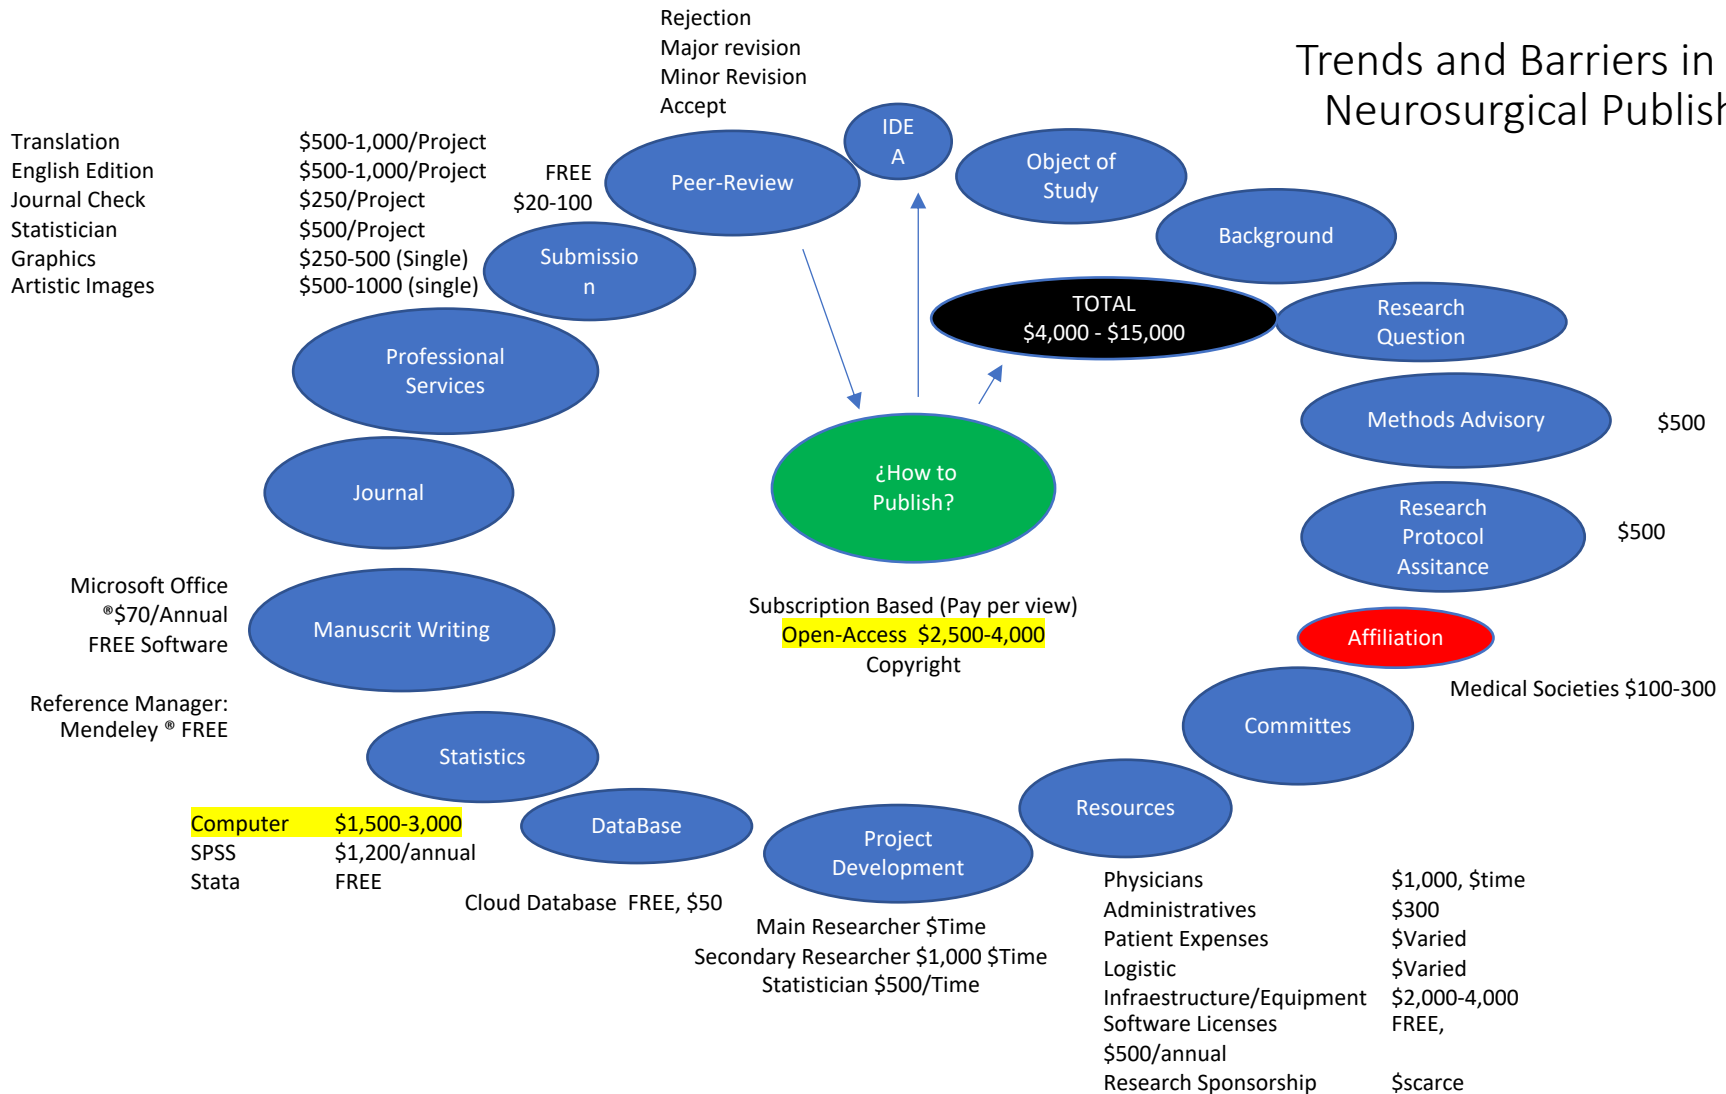 Rejection
Major revision
Minor Revision
Accept
Trends and Barriers in
Neurosurgical Publish
Translation $500-1,000/Project
English Edition $500-1,000/Project
Journal Check $250/Project
Statistician $500/Project
Graphics $250-500 (Single)
Artistic Images $500-1000 (single)
FREE
$20-100
Peer-Review
IDE
A
Object of
Study
Background
Submissio
n
TOTAL
$4,000 - $15,000
Research
Question
Professional
Services
Methods Advisory
$500
Journal
¿How to
Publish?
Research
Protocol
Assitance
$500
Microsoft Office
®$70/Annual
FREE Software
Manuscrit Writing
Subscription Based (Pay per view)
Open-Access $2,500-4,000
Copyright
Affiliation
Medical Societies $100-300
Reference Manager:
Mendeley ® FREE
Committes
Statistics
Resources
Computer $1,500-3,000
SPSS $1,200/annual
Stata FREE
DataBase
Cloud Database FREE, $50
Project
Development
Main Researcher $Time
Secondary Researcher $1,000 $Time
Statistician $500/Time
Physicians $1,000, $time
Administratives $300
Patient Expenses $Varied
Logistic $Varied
Infraestructure/Equipment $2,000-4,000
Software Licenses FREE,
$500/annual
Research Sponsorship $scarce